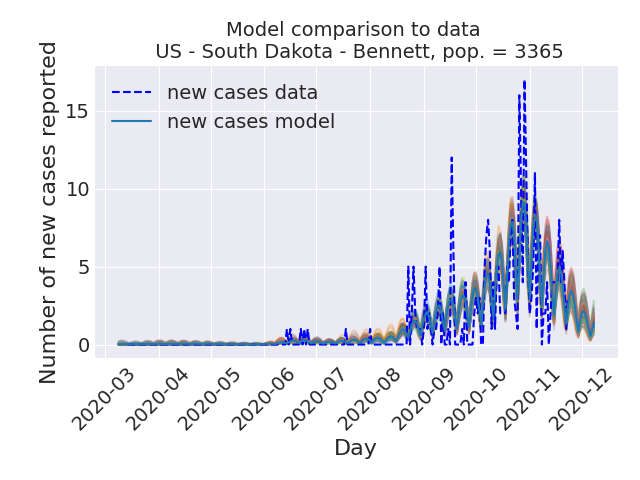 Model comparison to data
US - South Dakota - Bennett, pop. = 3365
new cases data
new cases model
Number of new cases reported
15
10
5
0
2020-03
2020-04
2020-05
2020-06
2020-07
2020-08
2020-09
2020-10
2020-11
2020-12
Day